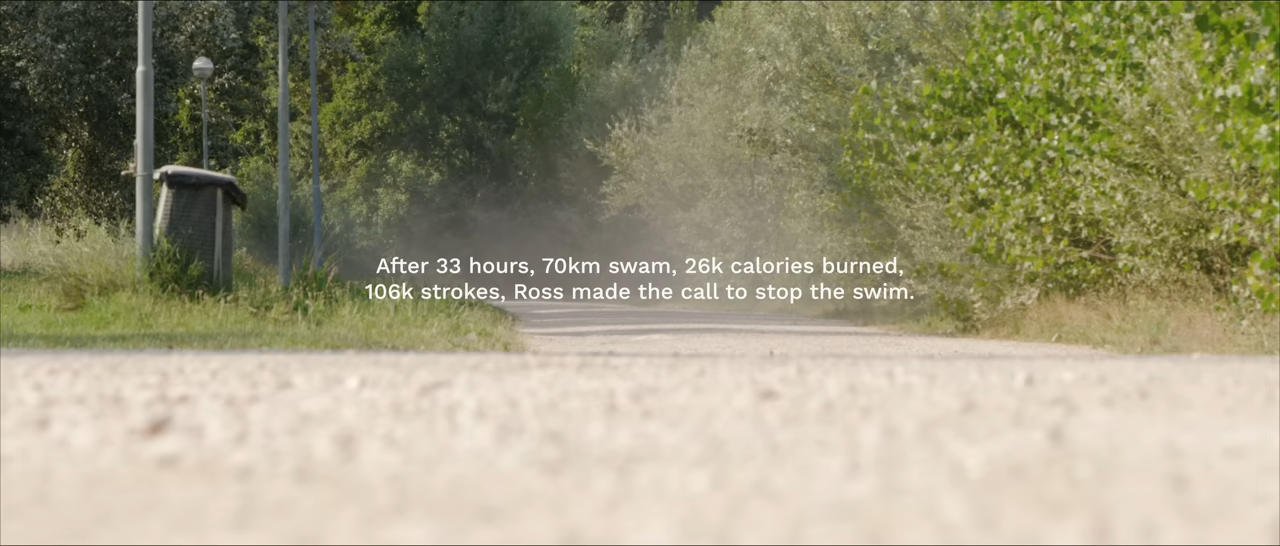 After 33 hours, 70km swam, 26k calories burned,
106k strokes, Ross made the call to stop the swim.